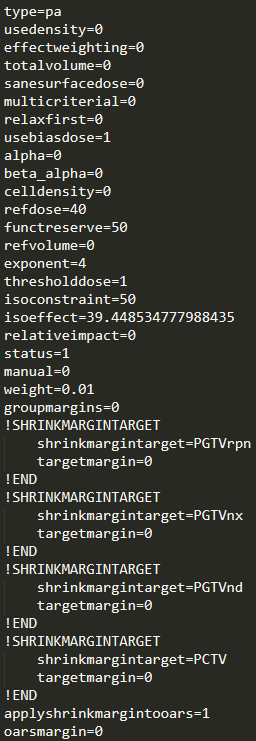 type=pa
usedensity=0
effectweighting=0
totalvolume=0
sanesurfacedose=0
multicriterial=0
relaxfirst=0
usebiasdose=1
alpha=0
beta_alpha=0
celldensity=0
refdose=40
functreserve=50
refvolume=0
exponent=4
thresholddose=1
isoconstraint=50
isoeffect=39.448534777988435
relativeimpact=0
status=1
manual=0
weight=0.01
groupmargins=0
!SHRINKMARGINTARGET
    shrinkmargintarget=PGTVrpn
    targetmargin=0
!END
!SHRINKMARGINTARGET
    shrinkmargintarget=PGTVnx
    targetmargin=0
!END
!SHRINKMARGINTARGET
    shrinkmargintarget=PGTVnd
    targetmargin=0
!END
!SHRINKMARGINTARGET
    shrinkmargintarget=PCTV
    targetmargin=0
!END
applyshrinkmargintooars=1
oarsmargin=0